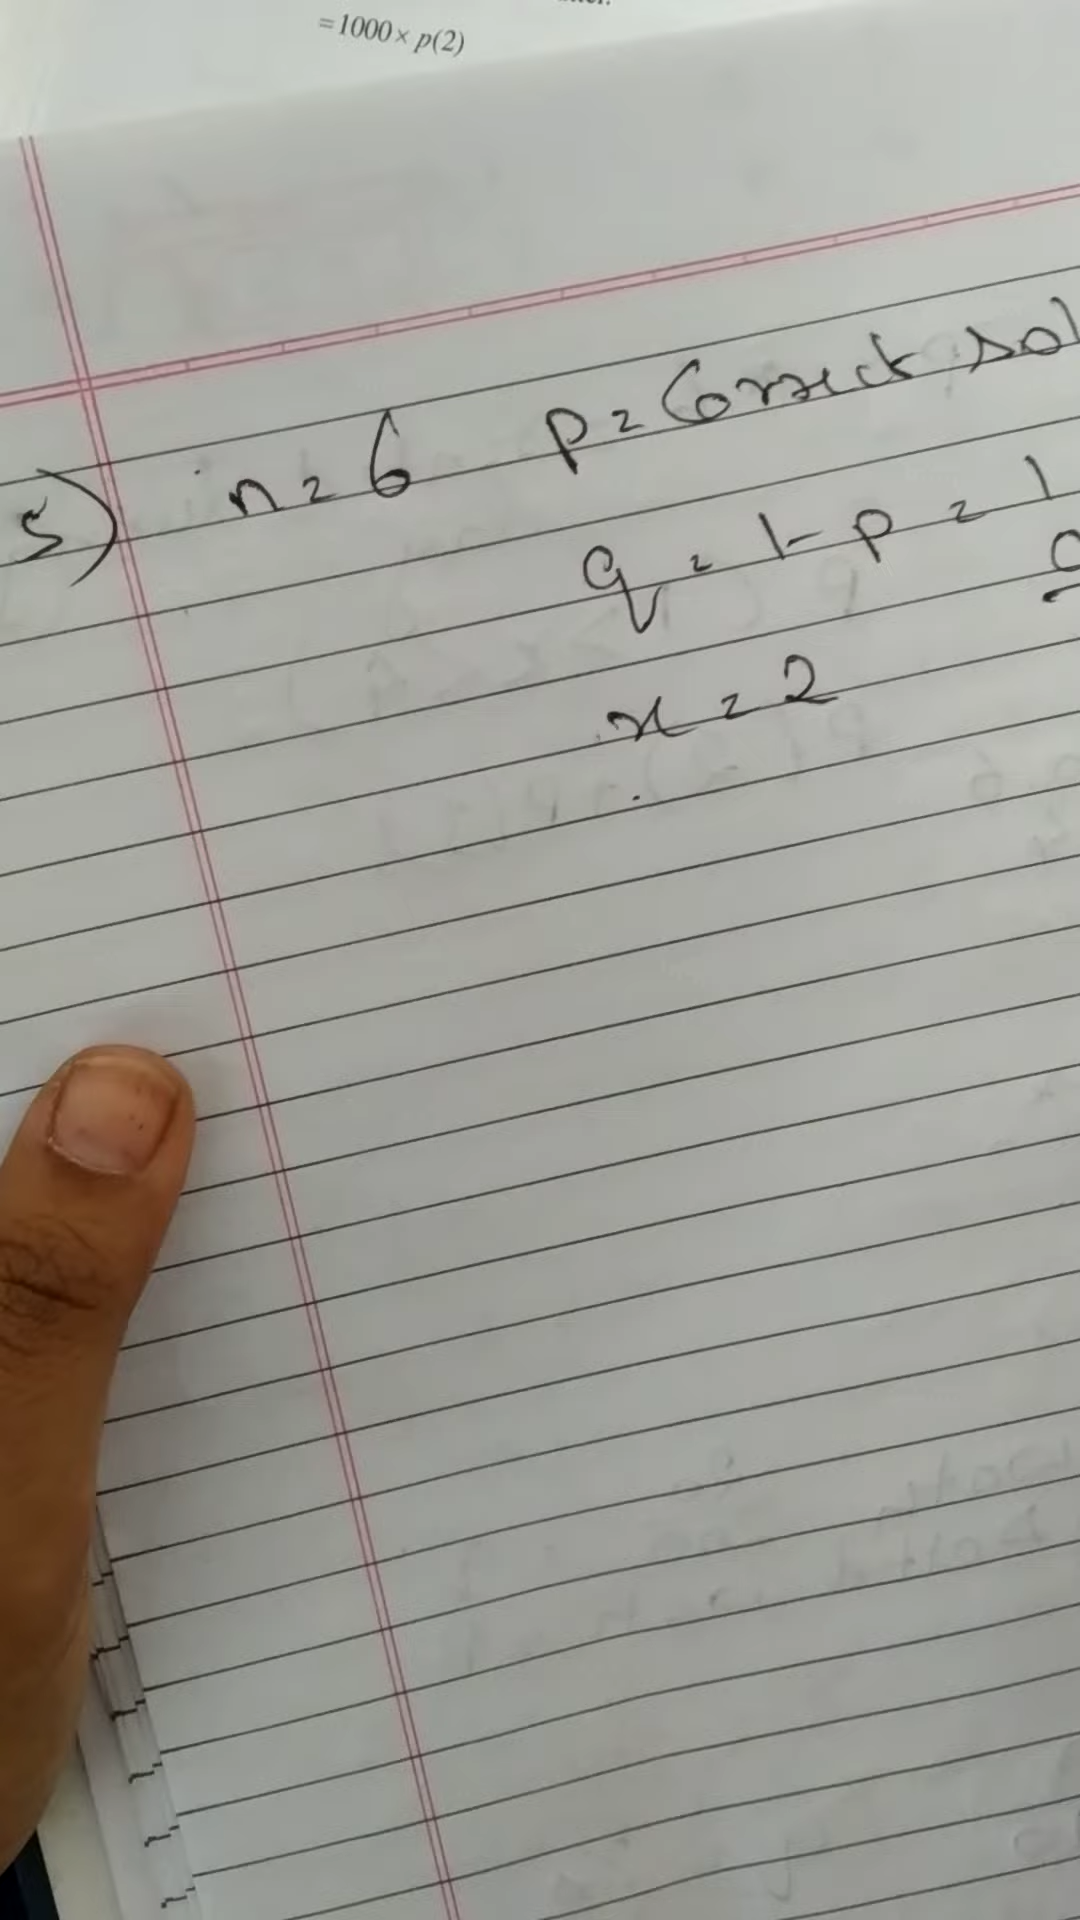 =1000× p(2)
5) n = 6 p = Correct sol
q = 1- p = 1
x = 2